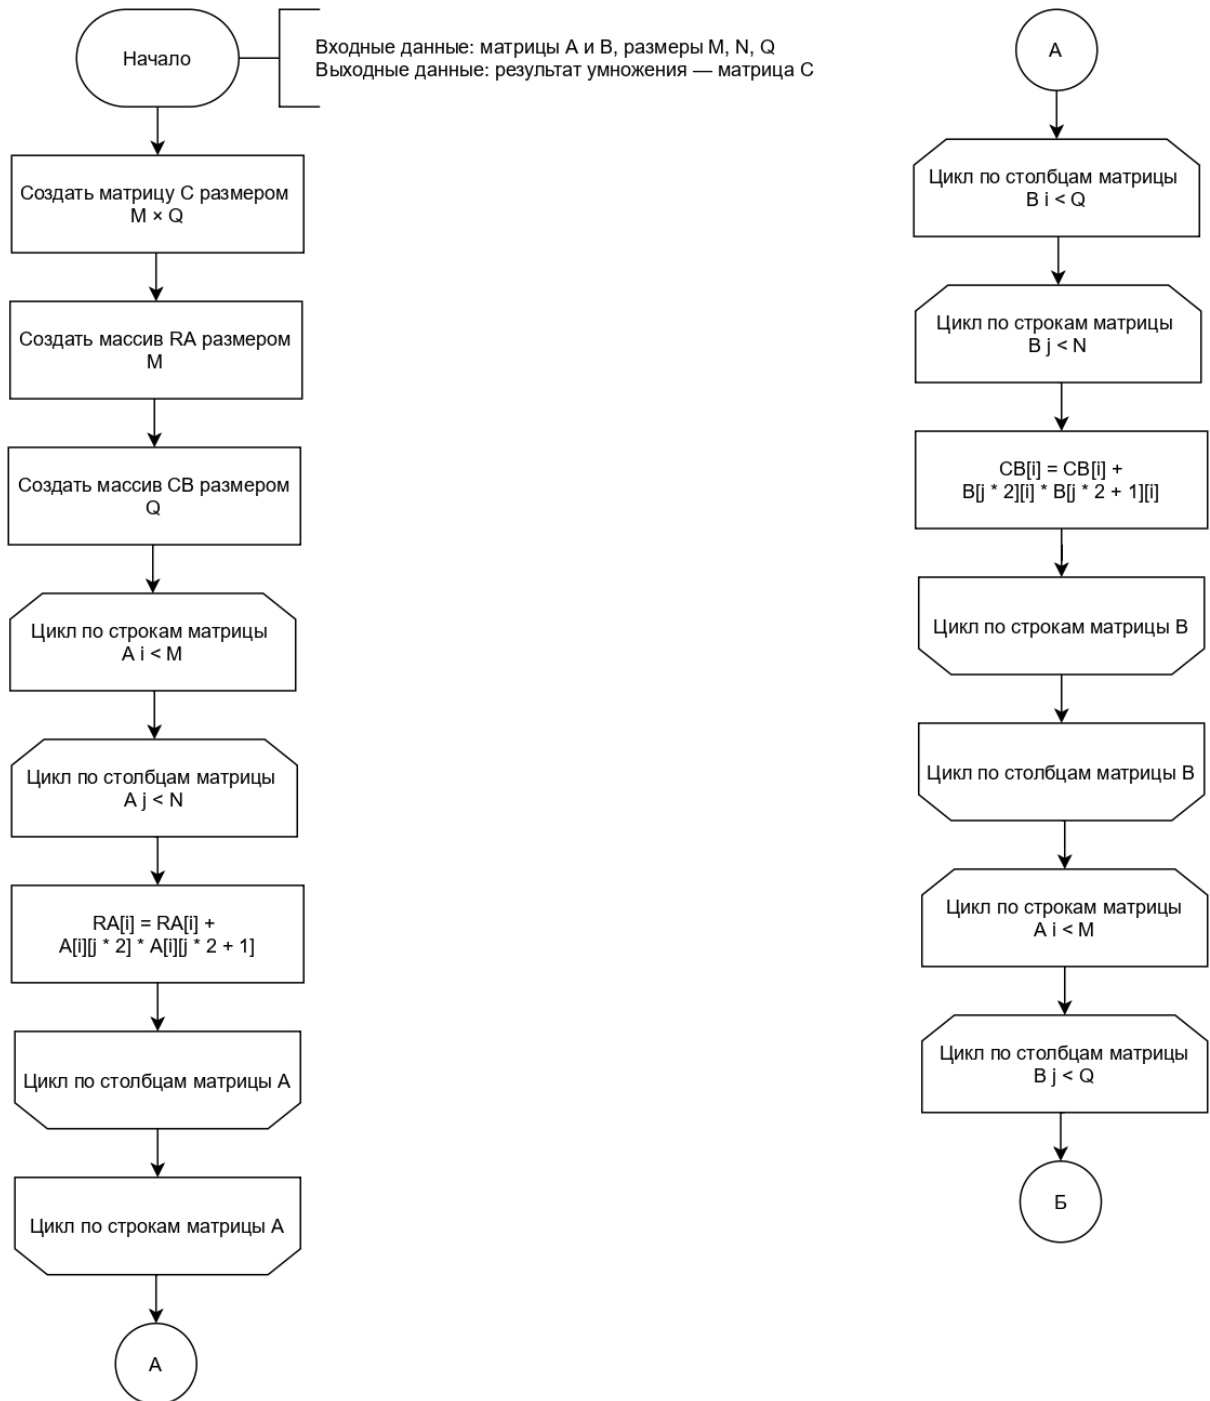 Начало
Входные данные: матрицы A и B, размеры M, N, Q
Выходные данные: результат умножения — матрица C
Создать матрицу C размером
M × Q
Создать массив RA размером
M
Создать массив CB размером
Q
Цикл по строкам матрицы
A i < M
Цикл по столбцам матрицы
A j < N
RA[i] = RA[i] +
A[i][j * 2] * A[i][j * 2 + 1]
Цикл по столбцам матрицы A
Цикл по строкам матрицы A
А
А
Цикл по столбцам матрицы
B i < Q
Цикл по строкам матрицы
B j < N
CB[i] = CB[i] +
B[j * 2][i] * B[j * 2 + 1][i]
Цикл по строкам матрицы B
Цикл по столбцам матрицы B
Цикл по строкам матрицы
A i < M
Цикл по столбцам матрицы
B j < Q
Б